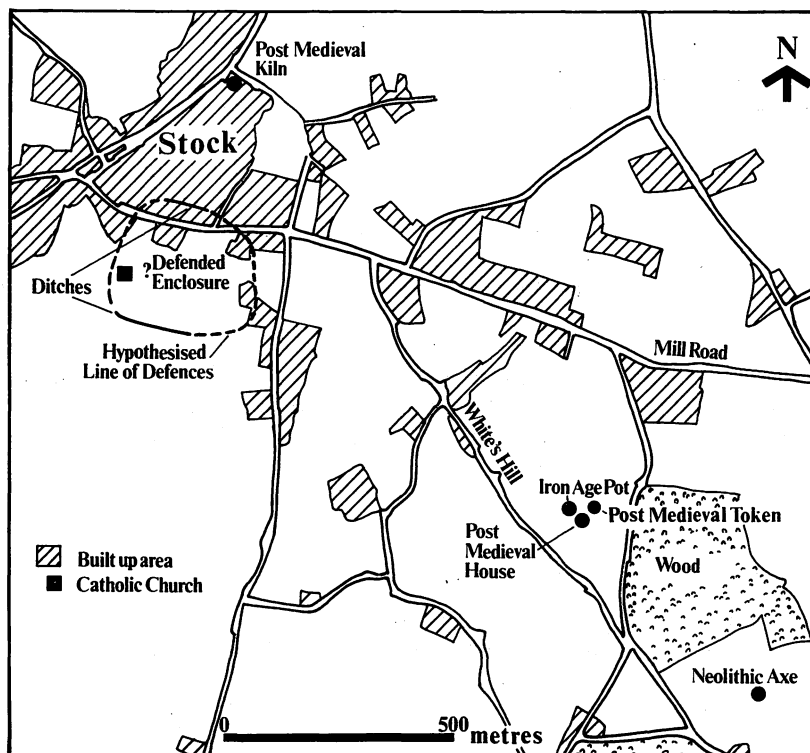 Post Medieval
Kiln
N
Stock
Ditches
? Defended
Enclosure
Hypothesised
Line of Defences
Mill Road
White's Hill
Iron Age Pot
Post Medieval Token
Post
Medieval
House
Wood
Built up area
Catholic Church
Neolithic Axe
0 500 metres